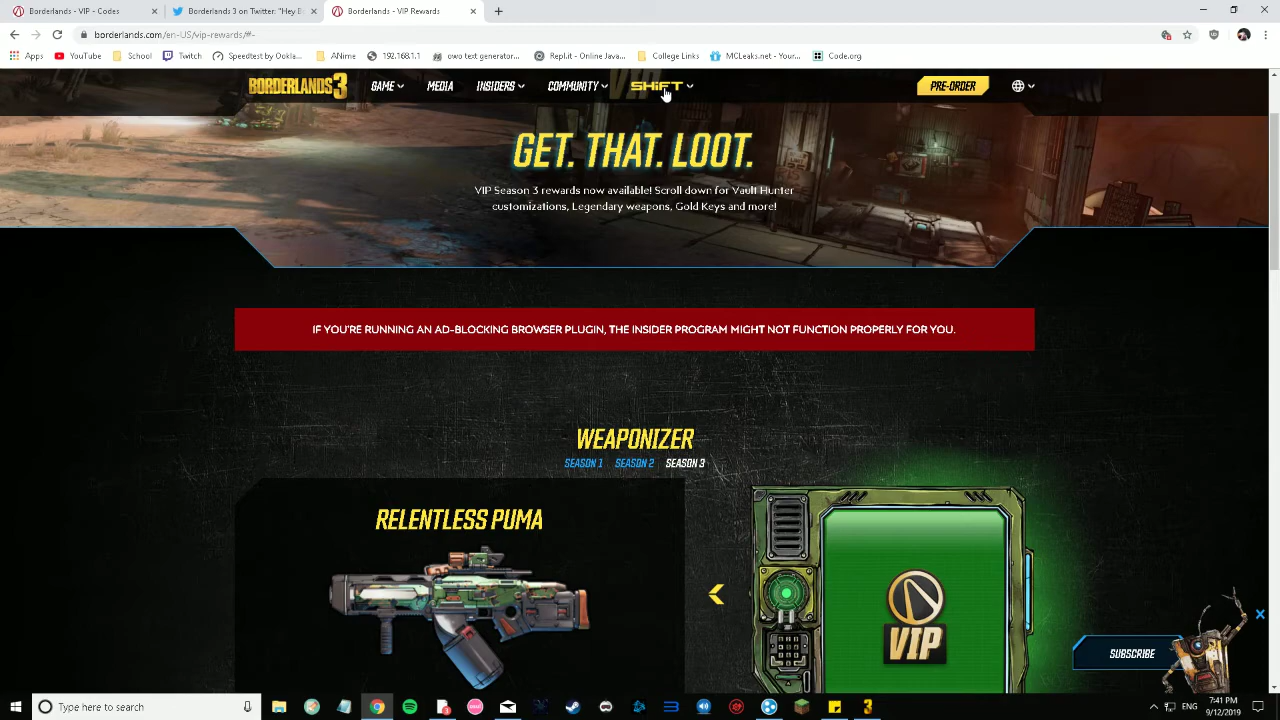 Borderlands - VIP - Codes
Twitter on Twitter: "Hey B
Borderlands - VIP Rewards
borderlands.com/en-US/vip-rewards/#-
Apps
YouTube
School
Twitch
Speedtest by Ookla...
ANime
192.168.1.1
owo text generator...
Repl.it - Online Java...
College Links
MCLeaks.net - Your...
Code.org
BORDERLANDS 3
GAME
MEDIA
INSIDERS
COMMUNITY
SHiFT
PRE-ORDER
GET. THAT. LOOT.
VIP Season 3 rewards now available! Scroll down for Vault Hunter
customizations, Legendary weapons, Gold Keys and more!
IF YOU'RE RUNNING AN AD-BLOCKING BROWSER PLUGIN, THE INSIDER PROGRAM MIGHT NOT FUNCTION PROPERLY FOR YOU.
WEAPONIZER
SEASON 1 SEASON 2 SEASON 3
RELENTLESS PUMA
VIP
SUBSCRIBE
Type here to search
ENG
7:41 PM
9/12/2019